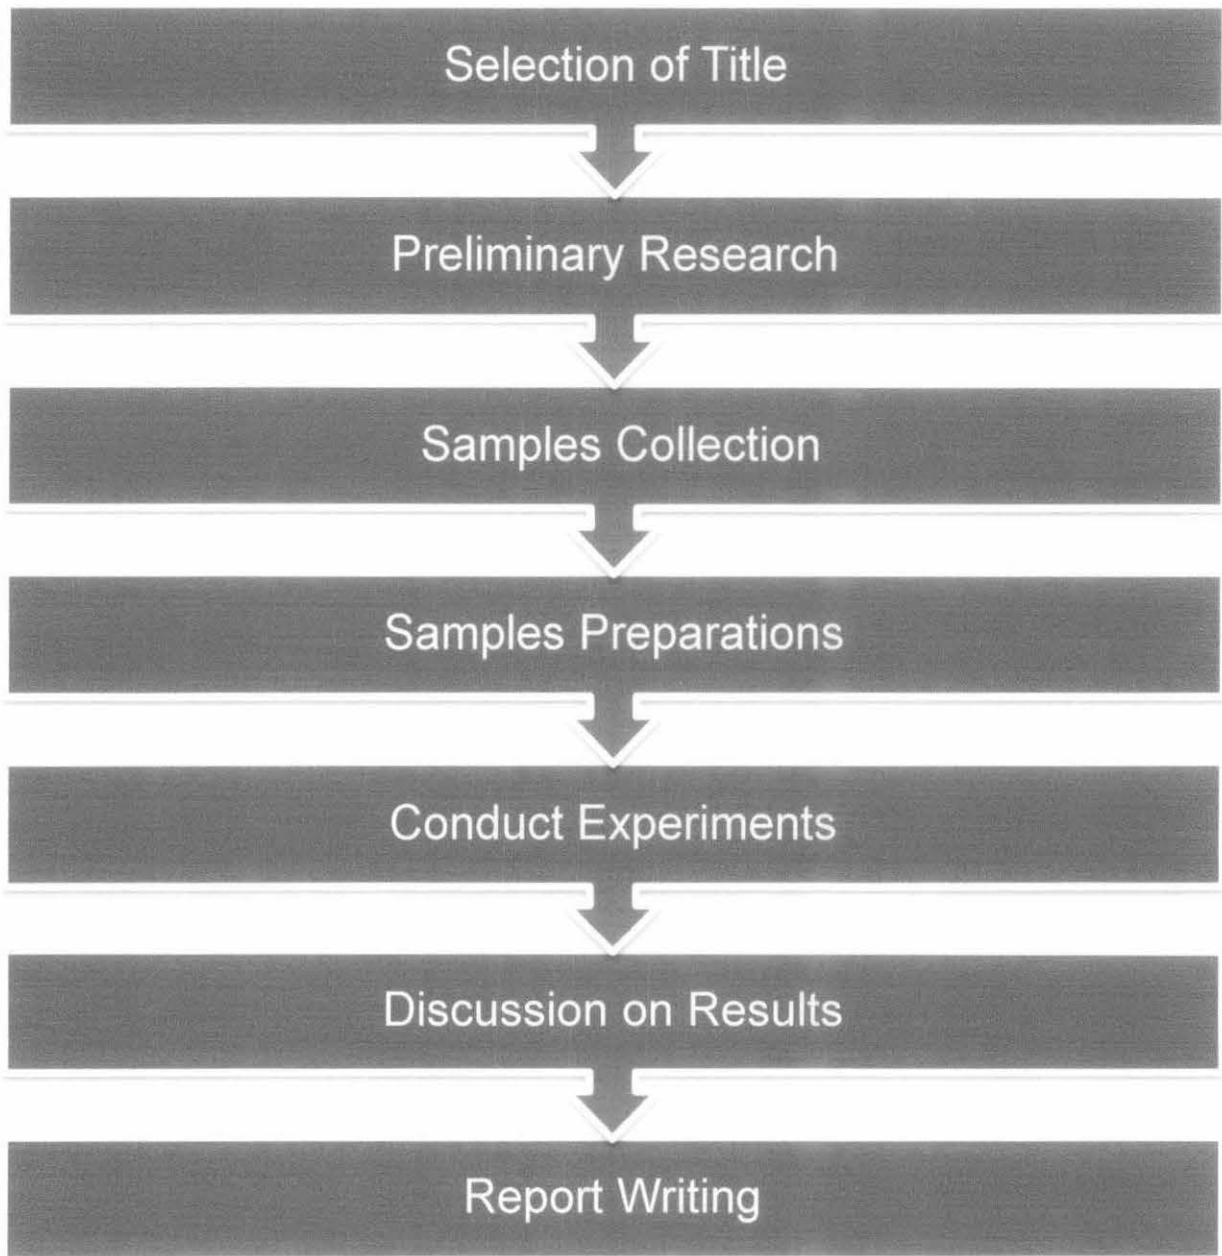 Selection of Title
Preliminary Research
Samples Collection
Samples Preparations
Conduct Experiments
Discussion on Results
Report Writing